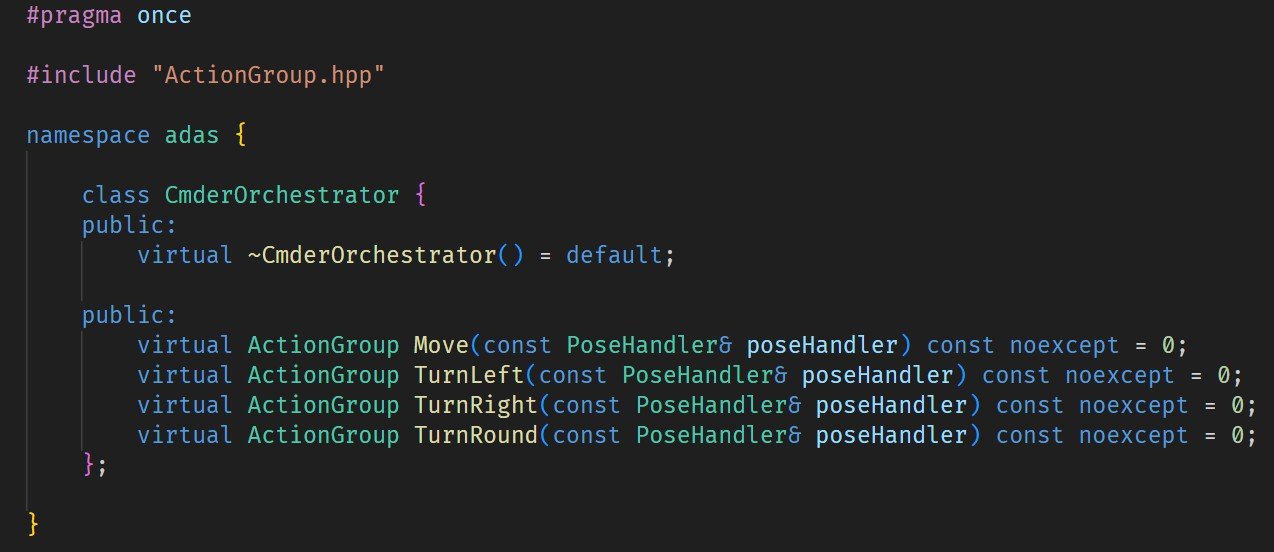 #pragma once
#include "ActionGroup.hpp"
namespace adas {
class CmderOrchestrator {
public:
virtual ~CmderOrchestrator() = default;
public:
virtual ActionGroup Move(const PoseHandler& poseHandler) const noexcept = 0;
virtual ActionGroup TurnLeft(const PoseHandler& poseHandler) const noexcept = 0;
virtual ActionGroup TurnRight(const PoseHandler& poseHandler) const noexcept = 0;
virtual ActionGroup TurnRound(const PoseHandler& poseHandler) const noexcept = 0;
};
}